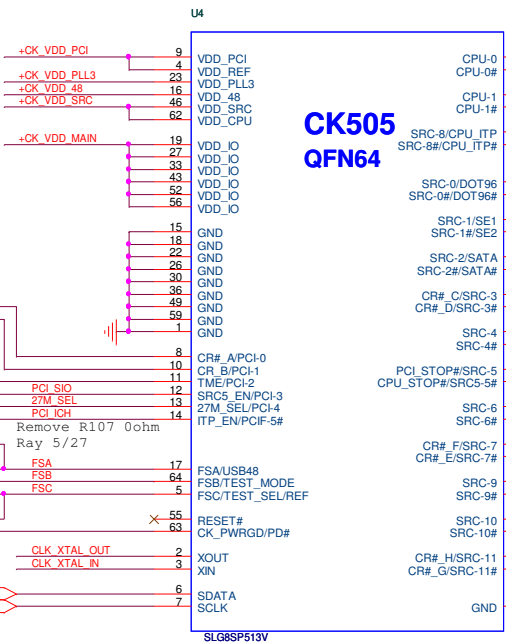 U4
+CK_VDD_PCI 9 VDD_PCI CPU-0
4 VDD_REF CPU-0#
+CK_VDD_PLL3 23 VDD_PLL3
+CK_VDD_48 16 VDD_48 CPU-1
+CK_VDD_SRC 46 VDD_SRC CPU-1#
62 VDD_CPU
CK505
QFN64
SRC-8/CPU_ITP
+CK_VDD_MAIN 19 VDD_IO SRC-8#/CPU_ITP#
27 VDD_IO
33 VDD_IO
43 VDD_IO SRC-0/DOT96
52 VDD_IO SRC-0#/DOT96#
56 VDD_IO
SRC-1/SE1
15 GND SRC-1#/SE2
18 GND
22 GND SRC-2/SATA
26 GND SRC-2#/SATA#
30 GND
36 GND CR#_C/SRC-3
49 GND CR#_D/SRC-3#
59 GND
1 GND SRC-4
SRC-4#
8 CR#_A/PCI-0
10 CR_B/PCI-1 PCI_STOP#/SRC-5
11 TME/PCI-2 CPU_STOP#/SRC5-5#
PCI_SIO 12 SRC5_EN/PCI-3
27M_SEL 13 27M_SEL/PCI-4 SRC-6
PCI_ICH 14 ITP_EN/PCIF-5# SRC-6#
Remove R107 0ohm
Ray 5/27
CR#_F/SRC-7
CR#_E/SRC-7#
FSA 17 FSA/USB48
FSB 64 FSB/TEST_MODE SRC-9
FSC 5 FSC/TEST_SEL/REF SRC-9#
55 RESET# SRC-10
63 CK_PWRGD/PD# SRC-10#
CLK_XTAL_OUT 2 XOUT CR#_H/SRC-11
CLK_XTAL_IN 3 XIN CR#_G/SRC-11#
6 SDATA
7 SCLK GND
SLG8SP513V